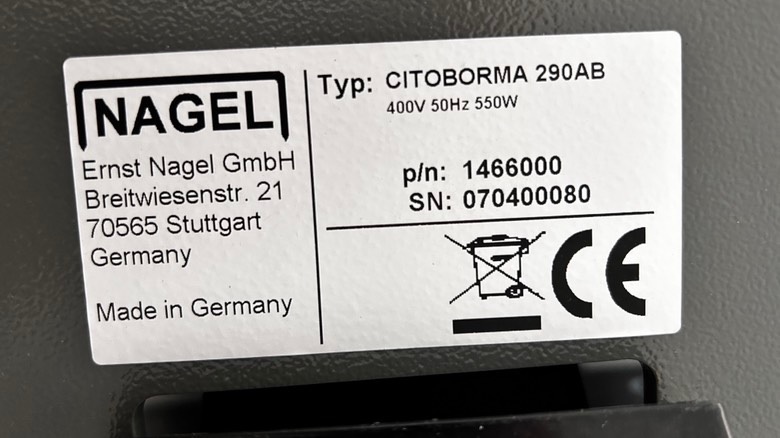 NAGEL
Ernst Nagel GmbH
Breitwiesenstr. 21
70565 Stuttgart
Germany
Made in Germany
Typ: CITOBORMA 290AB
400V 50Hz 550W
p/n: 1466000
SN: 070400080
CE